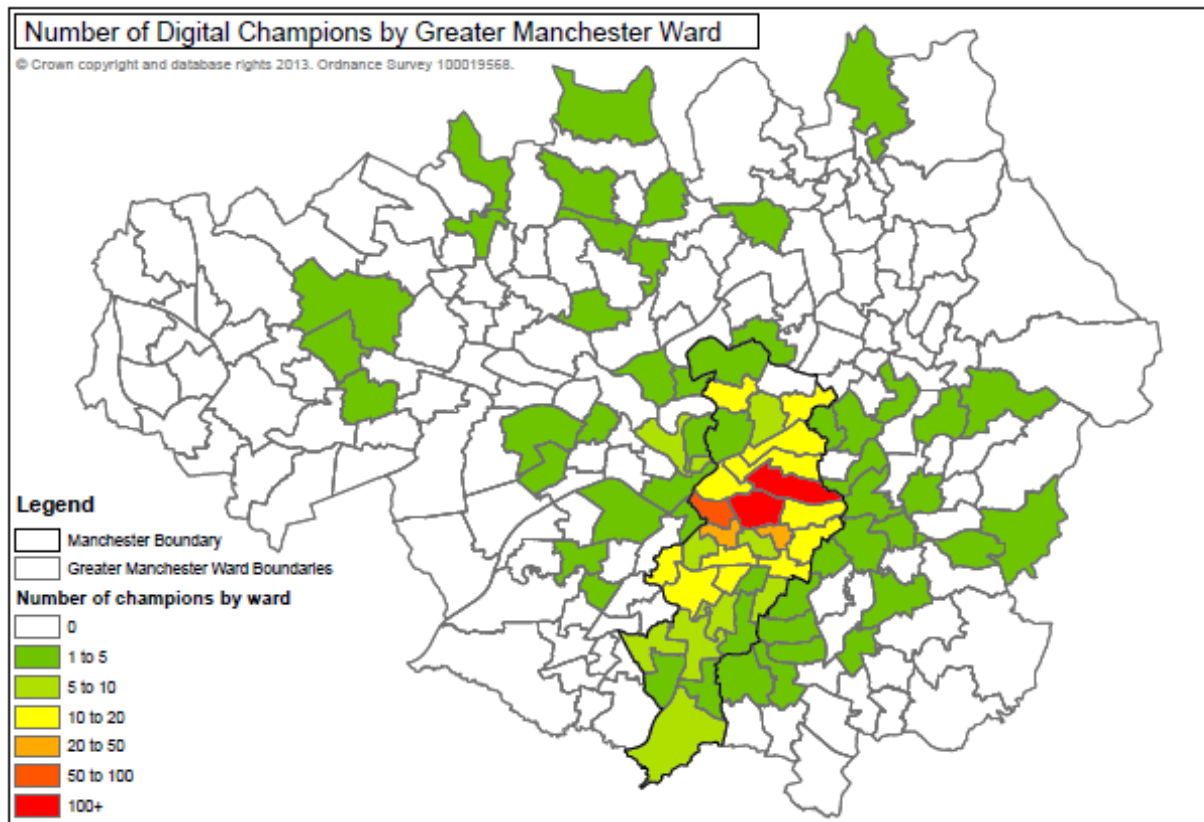 Number of Digital Champions by Greater Manchester Ward
© Crown copyright and database rights 2013. Ordnance Survey 100019568.
Legend
Manchester Boundary
Greater Manchester Ward Boundaries
Number of champions by ward
0
1 to 5
5 to 10
10 to 20
20 to 50
50 to 100
100+